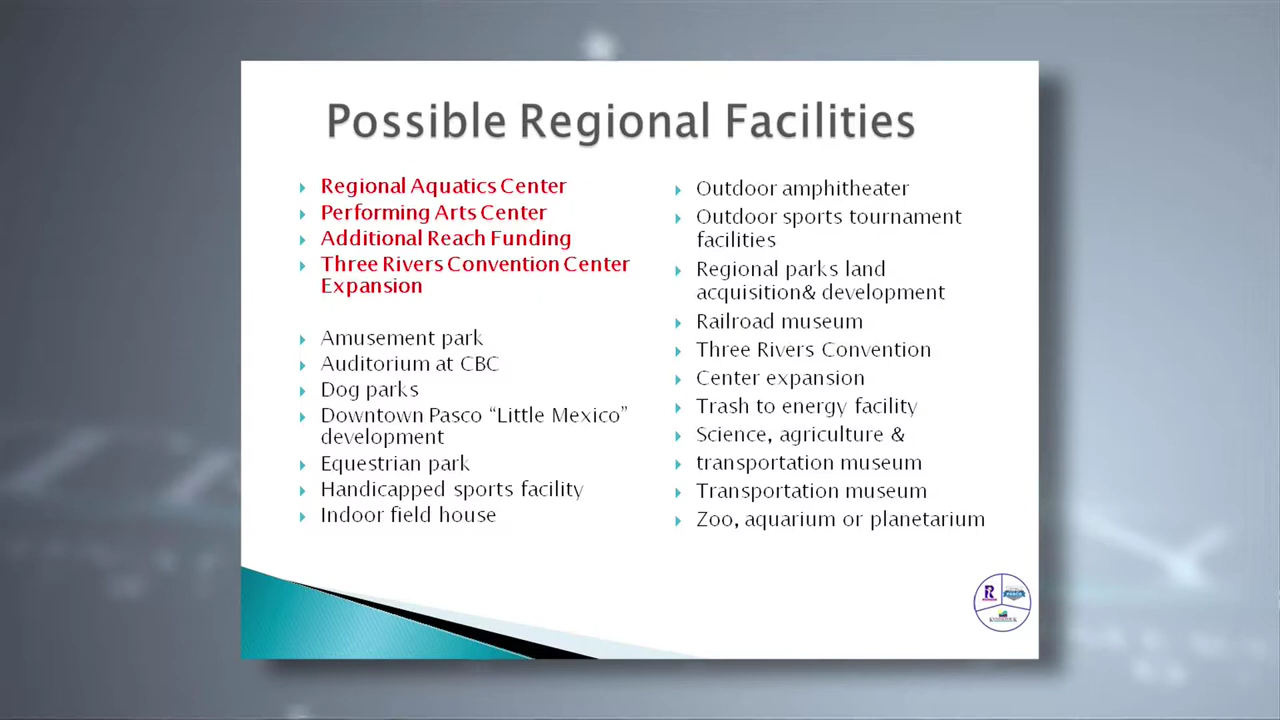 Possible Regional Facilities
Regional Aquatics Center
Performing Arts Center
Additional Reach Funding
Three Rivers Convention Center
Expansion
Amusement park
Auditorium at CBC
Dog parks
Downtown Pasco “Little Mexico”
development
Equestrian park
Handicapped sports facility
Indoor field house
Outdoor amphitheater
Outdoor sports tournament
facilities
Regional parks land
acquisition& development
Railroad museum
Three Rivers Convention
Center expansion
Trash to energy facility
Science, agriculture &
transportation museum
Transportation museum
Zoo, aquarium or planetarium
R
PASCO